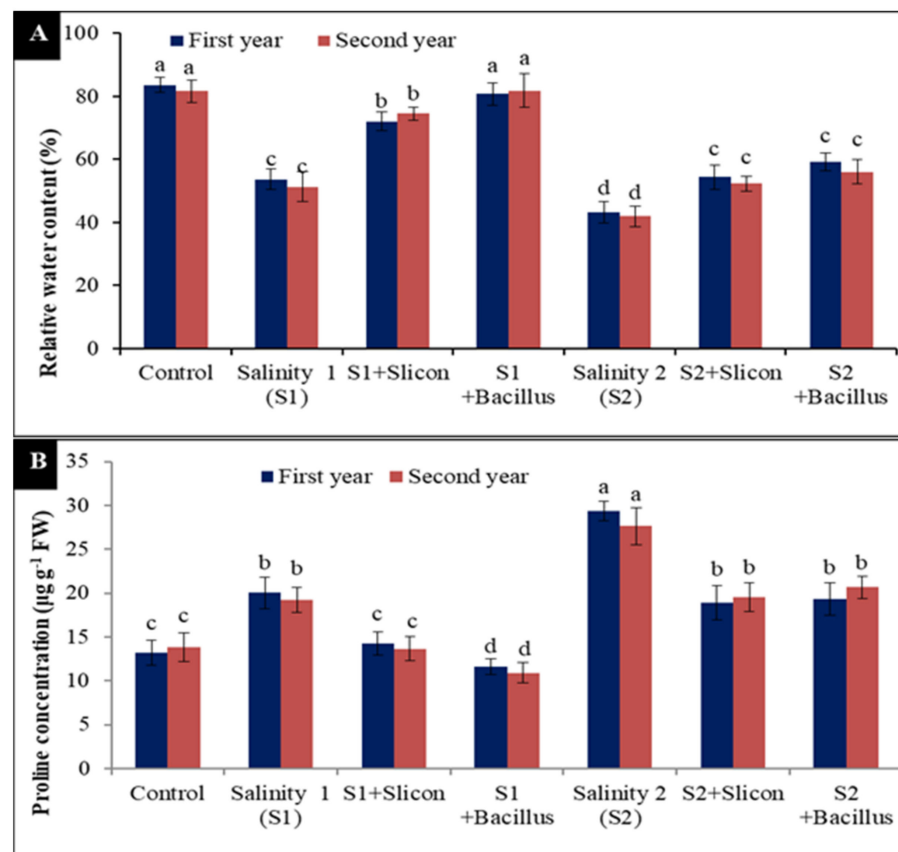 A
First year Second year
Relative water content (%)
100
80
60
40
20
0
a a
c c
b b
a a
d d
c c
c c
Control
Salinity 1
(S1)
S1+Slicon
S1
+Bacillus
Salinity 2
(S2)
S2+Slicon
S2
+Bacillus
B
First year Second year
Proline concentration (µg g⁻¹ FW)
35
30
25
20
15
10
5
0
c c
b b
c c
d d
a a
b b
b b
Control
Salinity 1
(S1)
S1+Slicon
S1
+Bacillus
Salinity 2
(S2)
S2+Slicon
S2
+Bacillus